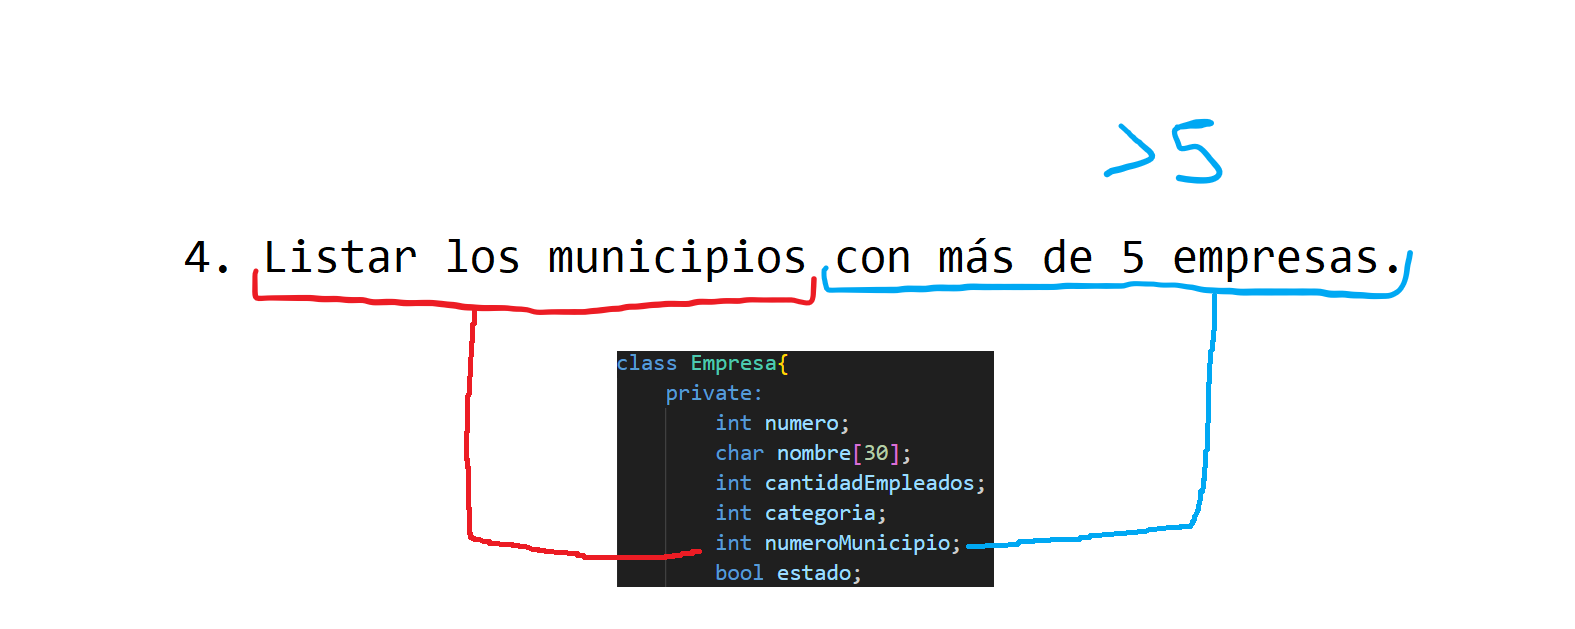 >5
4. Listar los municipios con más de 5 empresas.
class Empresa{
private:
int numero;
char nombre[30];
int cantidadEmpleados;
int categoria;
int numeroMunicipio;
bool estado;